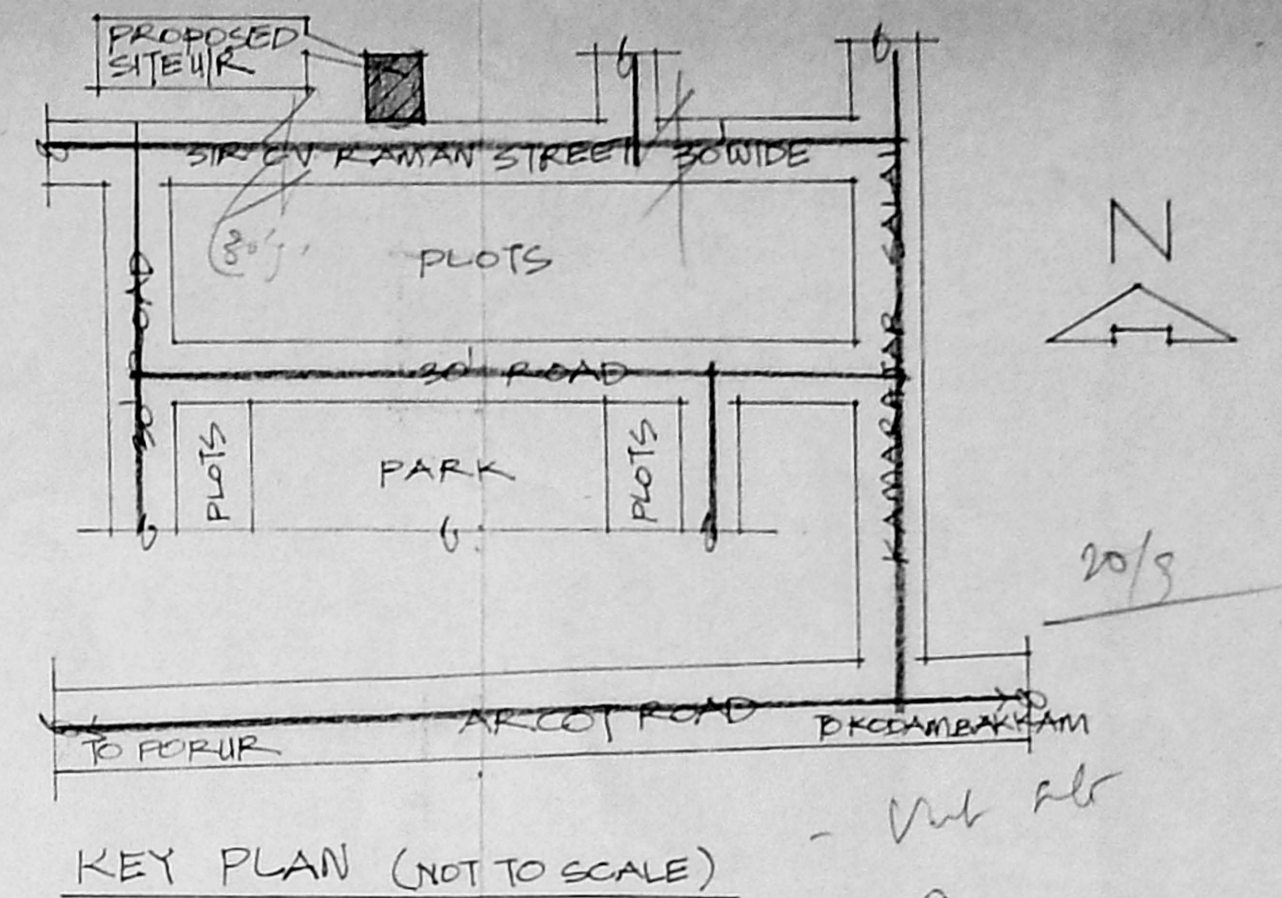 PROPOSED
SITE U/R
SIR CV RAMAN STREET 30' WIDE
30'
N
PLOTS
30' ROAD
KAMARAJAR SALAI
30' ROAD
PLOTS
PARK
PLOTS
20/9
ARCOT ROAD
TO PORUR
TO KODAMBAKKAM
KEY PLAN (NOT TO SCALE)